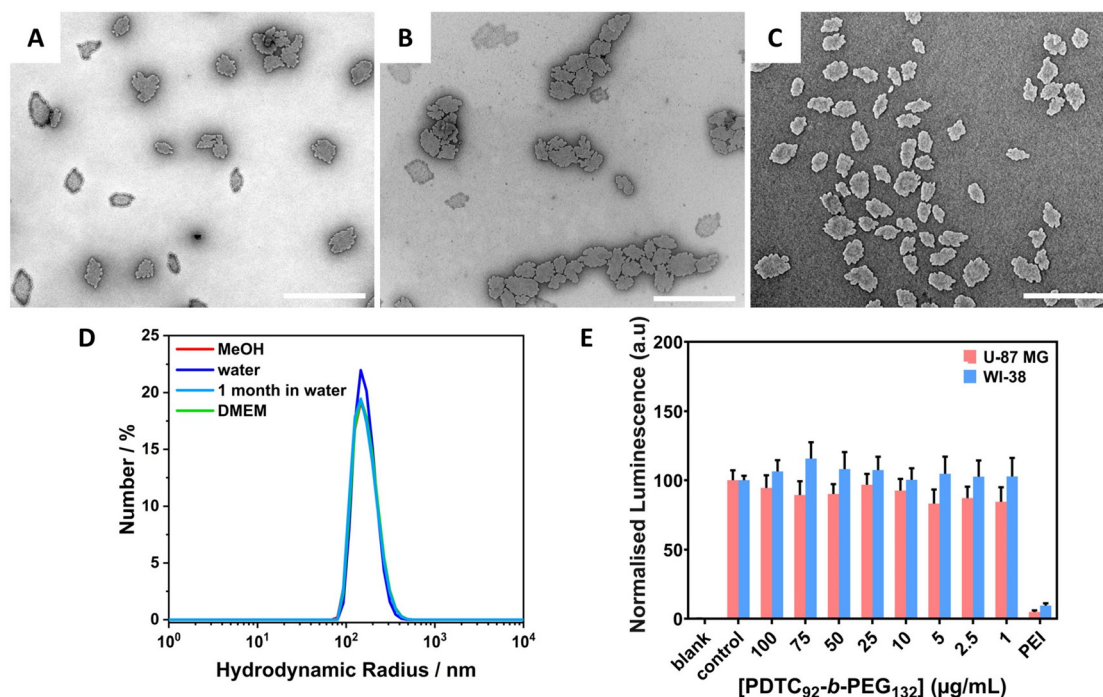 A
B
C
D
25
20
15
10
5
0
Number / %
MeOH
water
1 month in water
DMEM
10⁰
10¹
10²
10³
10⁴
Hydrodynamic Radius / nm
E
200
150
100
50
0
Normalised Luminescence (a.u)
U-87 MG
WI-38
blank
control
100
75
50
25
10
5
2.5
1
PEI
[PDTC₉₂-b-PEG₁₃₂] (µg/mL)